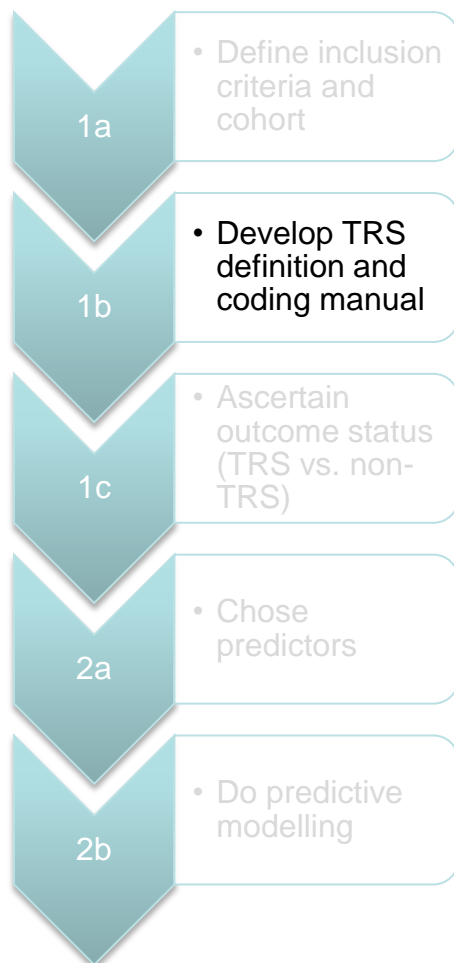 1a
• Define inclusion
criteria and
cohort
1b
• Develop TRS
definition and
coding manual
1c
• Ascertain
outcome status
(TRS vs. non-
TRS)
2a
• Chose
predictors
2b
• Do predictive
modelling